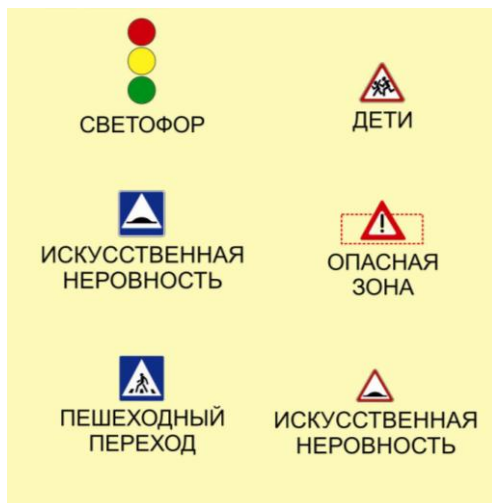 СВЕТОФОР
ДЕТИ
ИСКУССТВЕННАЯ
НЕРОВНОСТЬ
ОПАСНАЯ
ЗОНА
ПЕШЕХОДНЫЙ
ПЕРЕХОД
ИСКУССТВЕННАЯ
НЕРОВНОСТЬ